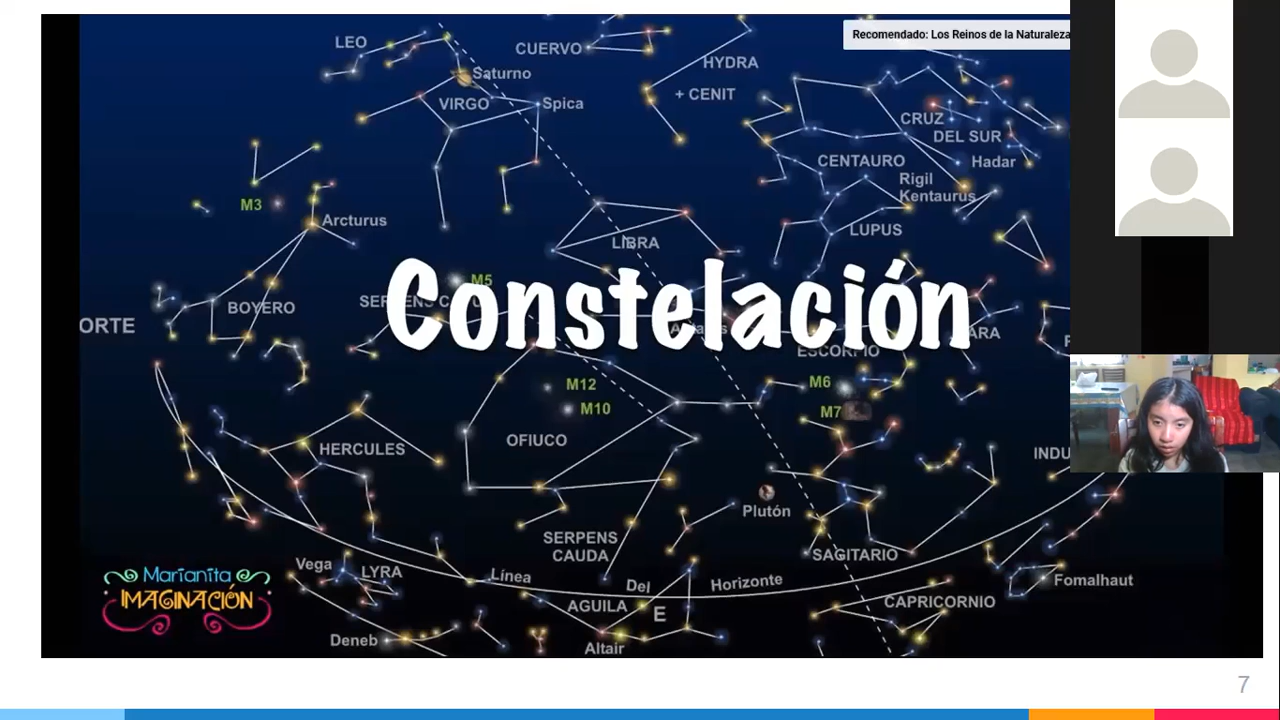 Recomendado: Los Reinos de la Naturaleza
LEO
CUERVO
HYDRA
Saturno
+ CENIT
VIRGO
Spica
CRUZ
DEL SUR
CENTAURO
Hadar
Rigil
Kentaurus
M3
Arcturus
LUPUS
LIBRA
M5
BOYERO
ORTE
Constelación
ESCORPIO
M12
M6
M10
M7
OFIUCO
HERCULES
INDU
Plutón
SERPENS
CAUDA
SAGITARIO
Vega
LYRA
Línea
Del
Horizonte
Fomalhaut
AGUILA
E
CAPRICORNIO
Deneb
Altair
Marianita
IMAGINACIÓN
7